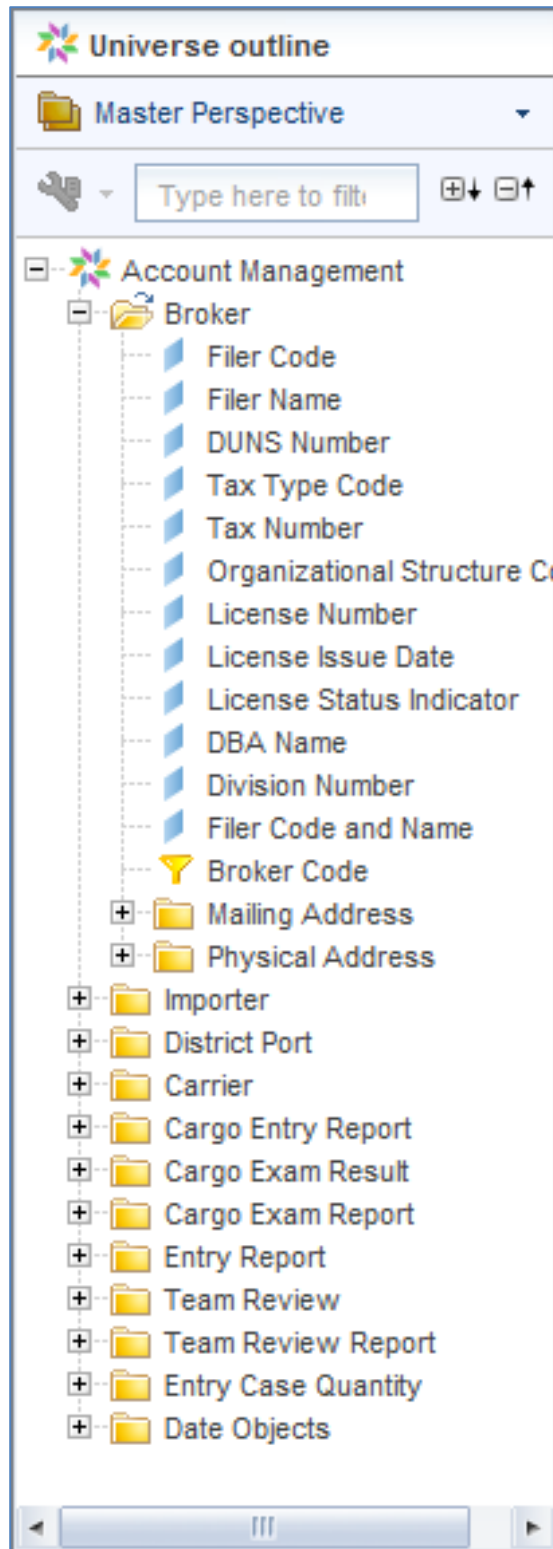 Universe outline
Master Perspective
Type here to filt
Account Management
Broker
Filer Code
Filer Name
DUNS Number
Tax Type Code
Tax Number
Organizational Structure
License Number
License Issue Date
License Status Indicator
DBA Name
Division Number
Filer Code and Name
Broker Code
Mailing Address
Physical Address
Importer
District Port
Carrier
Cargo Entry Report
Cargo Exam Result
Cargo Exam Report
Entry Report
Team Review
Team Review Report
Entry Case Quantity
Date Objects